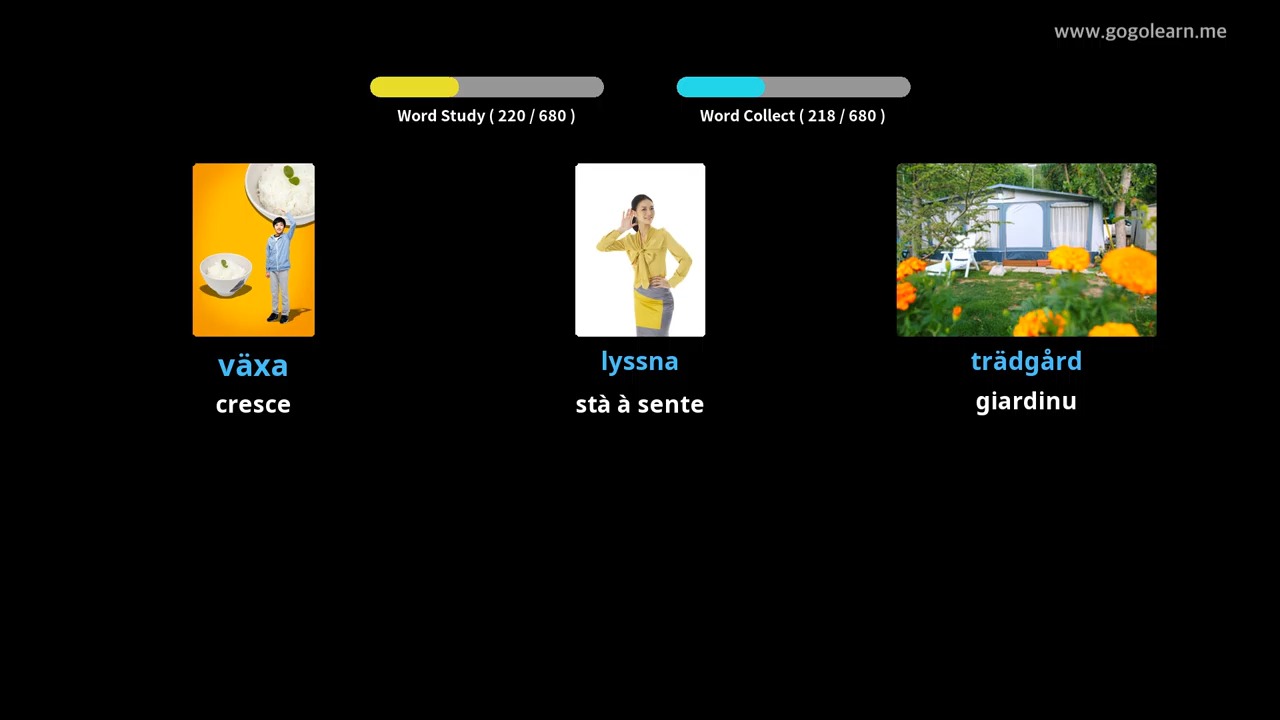 www.gogolearn.me
Word Study ( 220 / 680 )
Word Collect ( 218 / 680 )
växa
lyssna
trädgård
cresce
stà à sente
giardinu